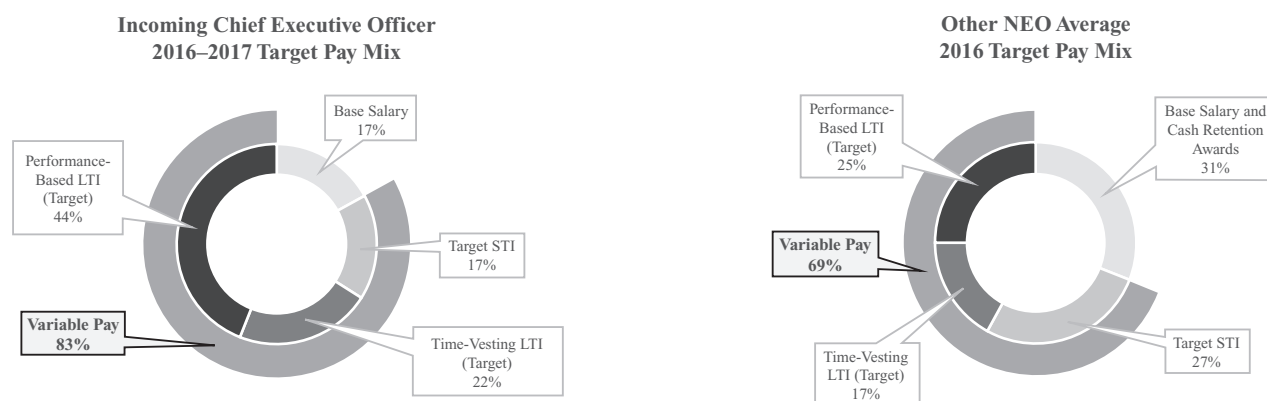 Incoming Chief Executive Officer
2016–2017 Target Pay Mix
Base Salary
17%
Performance-
Based LTI
(Target)
44%
Target STI
17%
Variable Pay
83%
Time-Vesting LTI
(Target)
22%
Other NEO Average
2016 Target Pay Mix
Performance-
Based LTI
(Target)
25%
Base Salary and
Cash Retention
Awards
31%
Variable Pay
69%
Time-Vesting
LTI (Target)
17%
Target STI
27%